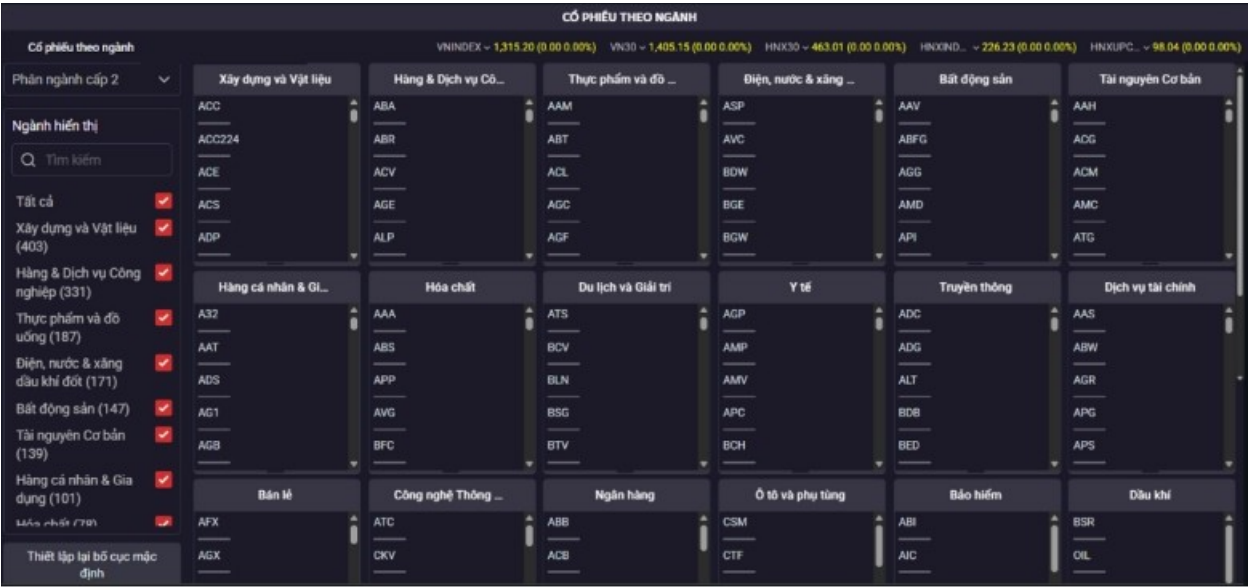 CỔ PHIẾU THEO NGÀNH
Cổ phiếu theo ngành
VNINDEX ~ 1,315.20 (0.00 0.00%) VN30 ~ 1,405.15 (0.00 0.00%) HNX30 ~ 463.01 (0.00 0.00%) HNXIND... ~ 226.23 (0.00 0.00%) HNXUPC... ~ 98.04 (0.00 0.00%)
Phân ngành cấp 2
Ngành hiển thị
Tìm kiếm
Tất cả
Xây dựng và Vật liệu
(403)
Hàng & Dịch vụ Công
nghiệp (331)
Thực phẩm và đồ
uống (187)
Điện, nước & xăng
dầu khí đốt (171)
Bất động sản (147)
Tài nguyên Cơ bản
(139)
Hàng cá nhân & Gia
dụng (101)
Hóa chất (78)
Thiết lập lại bố cục mặc
định
Xây dựng và Vật liệu
ACC
ACC224
ACE
ACS
ADP
Hàng & Dịch vụ Cô...
ABA
ABR
ACV
AGE
ALP
Thực phẩm và đồ ...
AAM
ABT
ACL
AGC
AGF
Điện, nước & xăng ...
ASP
AVC
BDW
BGE
BGW
Bất động sản
AAV
ABFG
AGG
AMD
API
Tài nguyên Cơ bản
AAH
ACG
ACM
AMC
ATG
Hàng cá nhân & Gi...
A32
AAT
ADS
AG1
AGB
Hóa chất
AAA
ABS
APP
AVG
BFC
Du lịch và Giải trí
ATS
BCV
BLN
BSG
BTV
Y tế
AGP
AMP
AMV
APC
BCH
Truyền thông
ADC
ADG
ALT
BDB
BED
Dịch vụ tài chính
AAS
ABW
AGR
APG
APS
Bán lẻ
AFX
AGX
Công nghệ Thông ...
ATC
CKV
Ngân hàng
ABB
ACB
Ô tô và phụ tùng
CSM
CTF
Bảo hiểm
ABI
AIC
Dầu khí
BSR
OIL